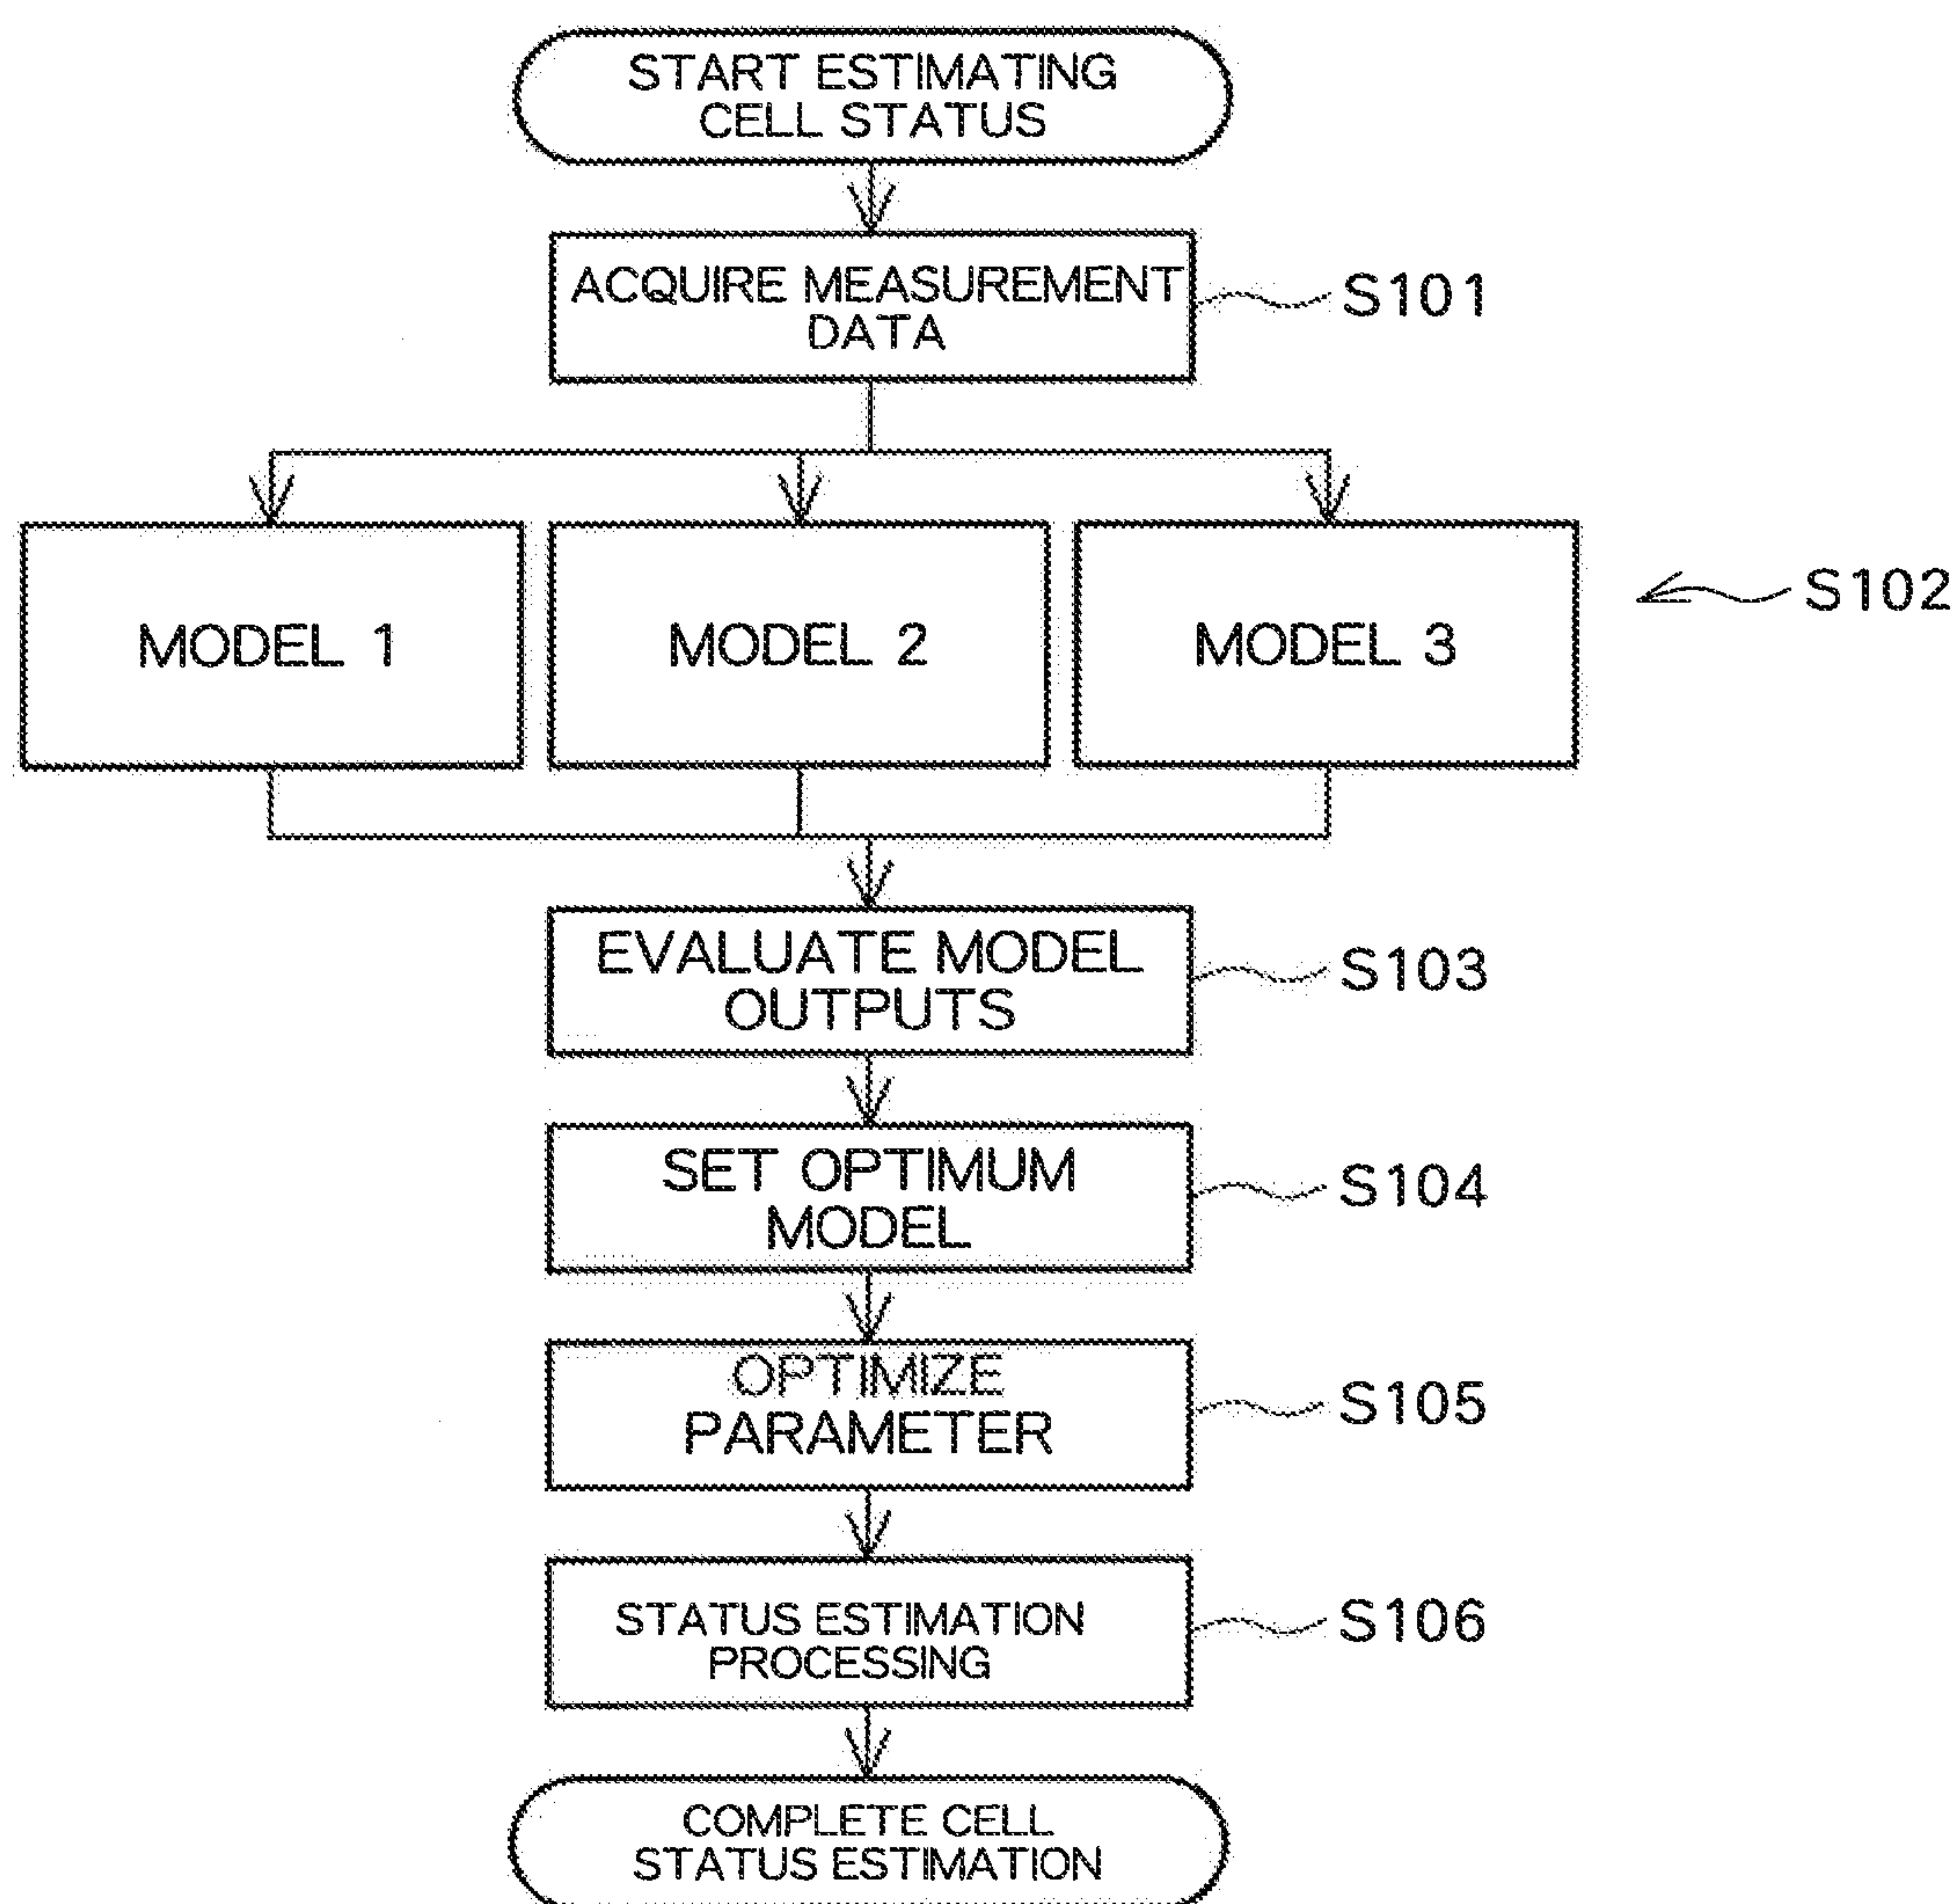 START ESTIMATING
CELL STATUS
ACQUIRE MEASUREMENT
DATA
S101
MODEL 1
MODEL 2
MODEL 3
S102
EVALUATE MODEL
OUTPUTS
S103
SET OPTIMUM
MODEL
S104
OPTIMIZE
PARAMETER
S105
STATUS ESTIMATION
PROCESSING
S106
COMPLETE CELL
STATUS ESTIMATION